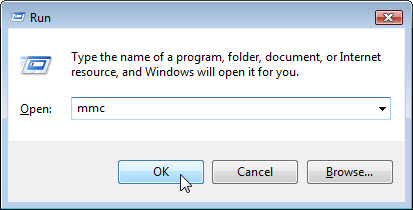 Run
Type the name of a program, folder, document, or Internet
resource, and Windows will open it for you.
Open: mmc
OK Cancel Browse...